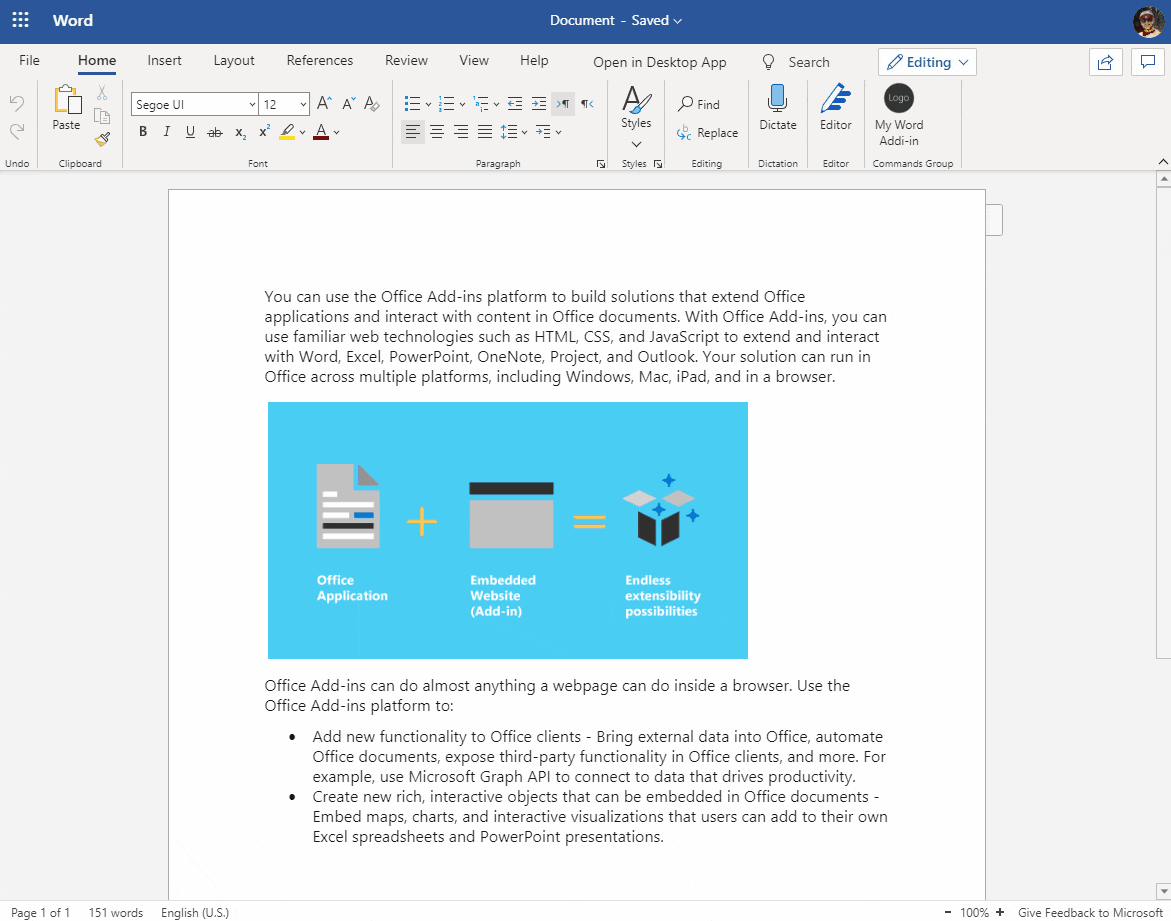 Word
Document - Saved
File Home Insert Layout References Review View Help Open in Desktop App Search Editing
Paste
Segoe UI 12
Styles
Find
Replace
Dictate
Editor
Logo
My Word
Addi-in
B I U ab x₂ x² A
Undo Clipboard Font Paragraph Styles Editing Dictation Editor Commands Group
You can use the Office Add-ins platform to build solutions that extend Office
applications and interact with content in Office documents. With Office Add-ins, you can
use familiar web technologies such as HTML, CSS, and JavaScript to extend and interact
with Word, Excel, PowerPoint, OneNote, Project, and Outlook. Your solution can run in
Office across multiple platforms, including Windows, Mac, iPad, and in a browser.
Office
Application
Embedded
Website
(Add-in)
Endless
extensibility
possibilities
Office Add-ins can do almost anything a webpage can do inside a browser. Use the
Office Add-ins platform to:
• Add new functionality to Office clients - Bring external data into Office, automate
Office documents, expose third-party functionality in Office clients, and more. For
example, use Microsoft Graph API to connect to data that drives productivity.
• Create new rich, interactive objects that can be embedded in Office documents -
Embed maps, charts, and interactive visualizations that users can add to their own
Excel spreadsheets and PowerPoint presentations.
Page 1 of 1 151 words English (U.S.) - 100% + Give Feedback to Microsoft